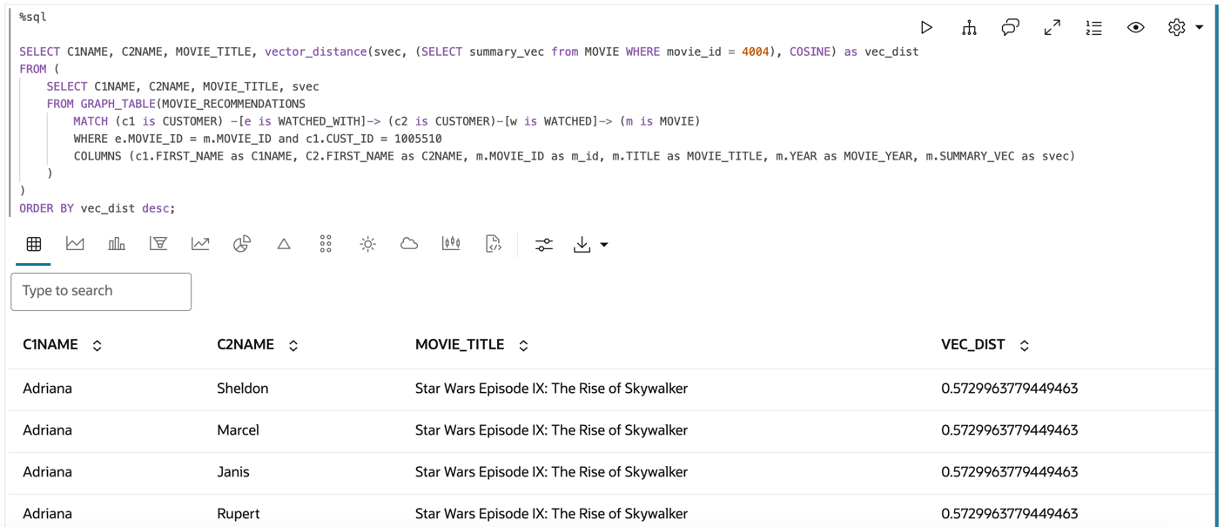 %sql
SELECT C1NAME, C2NAME, MOVIE_TITLE, vector_distance(svec, (SELECT summary_vec from MOVIE WHERE movie_id = 4004), COSINE) as vec_dist
FROM (
SELECT C1NAME, C2NAME, MOVIE_TITLE, svec
FROM GRAPH_TABLE(MOVIE_RECOMMENDATIONS
MATCH (c1 is CUSTOMER) -[e is WATCHED_WITH]-> (c2 is CUSTOMER)-[w is WATCHED]-> (m is MOVIE)
WHERE e.MOVIE_ID = m.MOVIE_ID and c1.CUST_ID = 1005510
COLUMNS (c1.FIRST_NAME as C1NAME, C2.FIRST_NAME as C2NAME, m.MOVIE_ID as m_id, m.TITLE as MOVIE_TITLE, m.YEAR as MOVIE_YEAR, m.SUMMARY_VEC as svec)
)
)
ORDER BY vec_dist desc;
Type to search
C1NAME C2NAME MOVIE_TITLE VEC_DIST
Adriana Sheldon Star Wars Episode IX: The Rise of Skywalker 0.5729963779449463
Adriana Marcel Star Wars Episode IX: The Rise of Skywalker 0.5729963779449463
Adriana Janis Star Wars Episode IX: The Rise of Skywalker 0.5729963779449463
Adriana Rupert Star Wars Episode IX: The Rise of Skywalker 0.5729963779449463